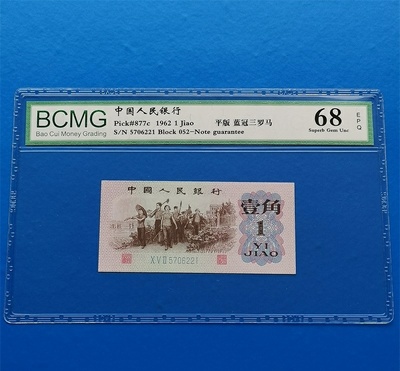 BCMG
Bao Cui Money Grading
中国人民银行
Pick#877c 1962 1 Jiao 平版 蓝冠三罗马
S/N 5706221 Block 052-Note guarantee
68
EPQ
Superb Gem Unc
中国人民银行
壹角
1
YI
JIAO
XVII 5706221